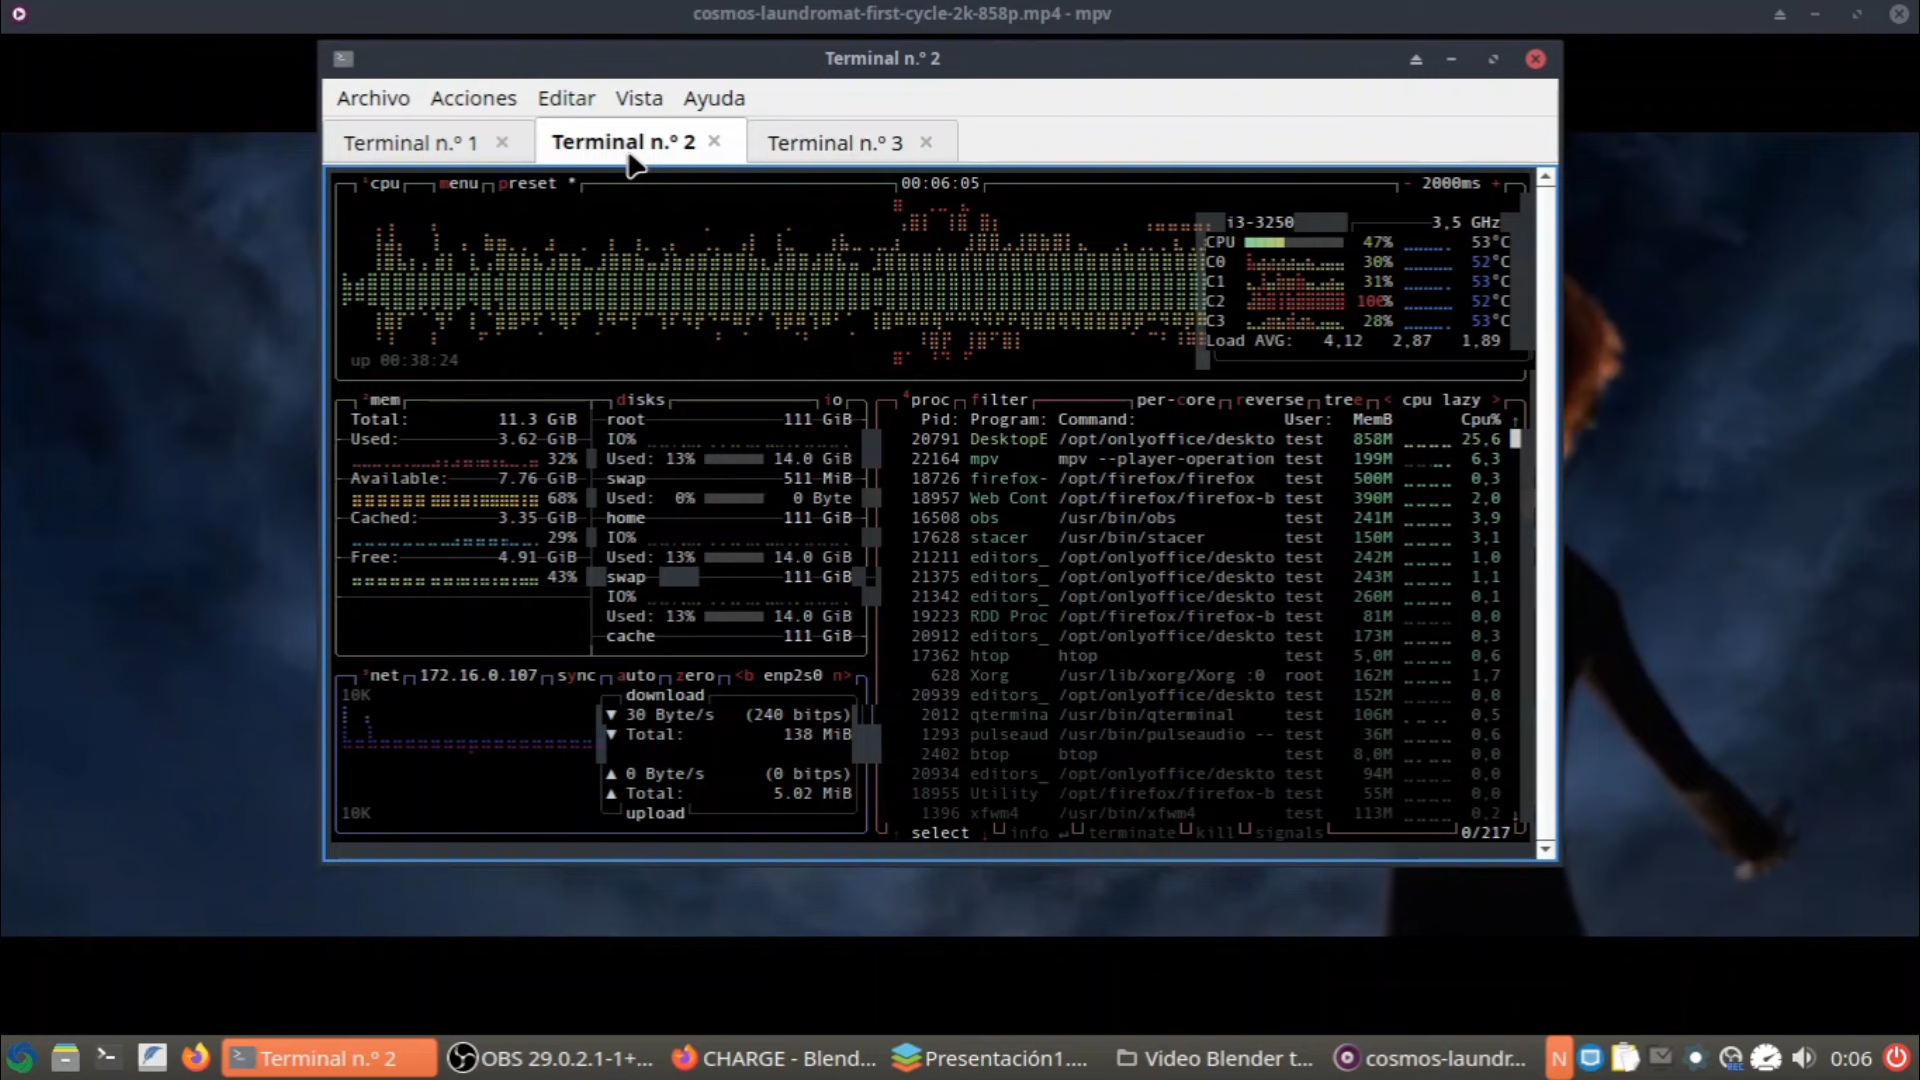 cosmos-laundromat-first-cycle-2k-858p.mp4 - mpv
Terminal n.º 2
Archivo Acciones Editar Vista Ayuda
Terminal n.º 1 Terminal n.º 2 Terminal n.º 3
¹cpu menu preset * 00:06:05 - 2000ms +
i3-3250 3,5 GHz
CPU 47% 53°C
C0 30% 52°C
C1 31% 53°C
C2 100% 52°C
C3 28% 53°C
Load AVG: 4,12 2,87 1,89
up 00:38:24
²mem disks io
Total: 11.3 GiB
Used: 3.62 GiB
32%
Available: 7.76 GiB
68%
Cached: 3.35 GiB
29%
Free: 4.91 GiB
43%
root 111 GiB
IO%
Used: 13% 14.0 GiB
swap 511 MiB
Used: 0% 0 Byte
home 111 GiB
IO%
Used: 13% 14.0 GiB
swap 111 GiB
IO%
Used: 13% 14.0 GiB
cache 111 GiB
³net 172.16.0.107 sync auto zero <b enp2s0 n>
10K
download
▼ 30 Byte/s (240 bitps)
▼ Total: 138 MiB
▲ 0 Byte/s (0 bitps)
▲ Total: 5.02 MiB
upload
10K
⁴proc filter per-core reverse tree < cpu lazy >
Pid: Program: Command: User: MemB Cpu% ↑
20791 DesktopE /opt/onlyoffice/deskto test 858M 25,6
22164 mpv mpv --player-operation test 199M 6,3
18726 firefox- /opt/firefox/firefox test 500M 0,3
18957 Web Cont /opt/firefox/firefox-b test 390M 2,0
16508 obs /usr/bin/obs test 241M 3,9
17628 stacer /usr/bin/stacer test 150M 3,1
21211 editors_ /opt/onlyoffice/deskto test 242M 1,0
21375 editors_ /opt/onlyoffice/deskto test 243M 1,1
21342 editors_ /opt/onlyoffice/deskto test 260M 0,1
19223 RDD Proc /opt/firefox/firefox-b test 81M 0,0
20912 editors_ /opt/onlyoffice/deskto test 173M 0,3
17362 htop htop test 5,0M 0,6
628 Xorg /usr/lib/xorg/Xorg :0 root 162M 1,7
20939 editors_ /opt/onlyoffice/deskto test 152M 0,0
2012 qtermina /usr/bin/qterminal test 106M 0,5
1293 pulseaud /usr/bin/pulseaudio -- test 36M 0,6
2402 btop btop test 8,0M 0,0
20934 editors_ /opt/onlyoffice/deskto test 94M 0,0
18955 Utility /opt/firefox/firefox-b test 55M 0,0
1396 xfwm4 /usr/bin/xfwm4 test 113M 0,2 ↓
↑ select ↓ info ↵ terminate kill signals 0/217
Terminal n.º 2 OBS 29.0.2.1-1+... CHARGE - Blend... Presentación1.... Video Blender t... cosmos-laundr... N REC 0:06